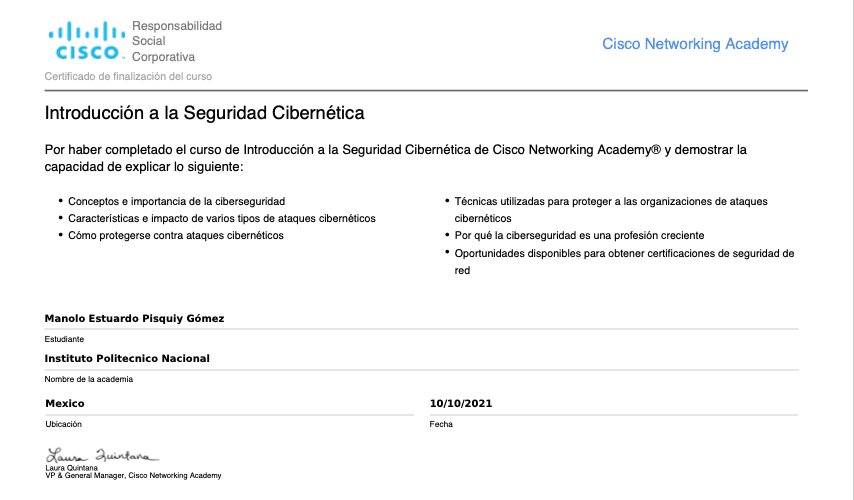 Responsabilidad
Social
Corporativa
CISCO
Cisco Networking Academy
Certificado de finalización del curso
Introducción a la Seguridad Cibernética
Por haber completado el curso de Introducción a la Seguridad Cibernética de Cisco Networking Academy® y demostrar la
capacidad de explicar lo siguiente:
• Conceptos e importancia de la ciberseguridad
• Características e impacto de varios tipos de ataques cibernéticos
• Cómo protegerse contra ataques cibernéticos
• Técnicas utilizadas para proteger a las organizaciones de ataques
cibernéticos
• Por qué la ciberseguridad es una profesión creciente
• Oportunidades disponibles para obtener certificaciones de seguridad de
red
Manolo Estuardo Pisquiy Gómez
Estudiante
Instituto Politecnico Nacional
Nombre de la academia
Mexico
Ubicación
10/10/2021
Fecha
Laura Quintana
Laura Quintana
VP & General Manager, Cisco Networking Academy